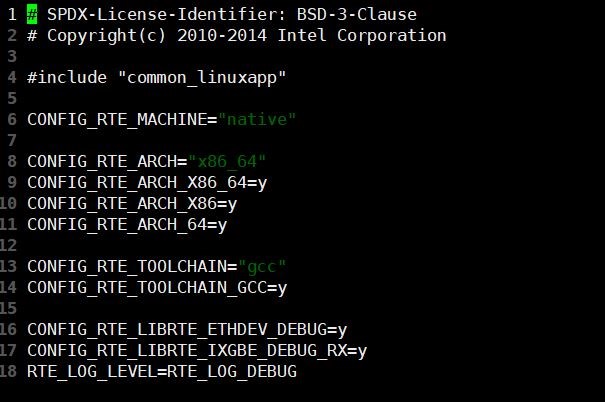 1 # SPDX-License-Identifier: BSD-3-Clause
2 # Copyright(c) 2010-2014 Intel Corporation
3
4 #include "common_linuxapp"
5
6 CONFIG_RTE_MACHINE="native"
7
8 CONFIG_RTE_ARCH="x86_64"
9 CONFIG_RTE_ARCH_X86_64=y
10 CONFIG_RTE_ARCH_X86=y
11 CONFIG_RTE_ARCH_64=y
12
13 CONFIG_RTE_TOOLCHAIN="gcc"
14 CONFIG_RTE_TOOLCHAIN_GCC=y
15
16 CONFIG_RTE_LIBRTE_ETHDEV_DEBUG=y
17 CONFIG_RTE_LIBRTE_IXGBE_DEBUG_RX=y
18 RTE_LOG_LEVEL=RTE_LOG_DEBUG